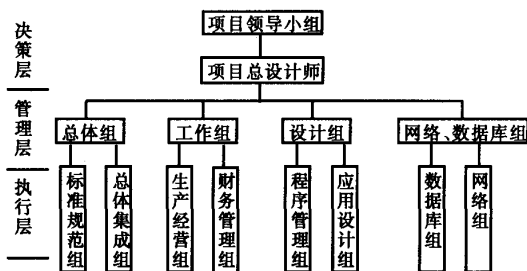 决策层
项目领导小组
项目总设计师
管理层
总体组
工作组
设计组
网络、数据库组
执行层
标准规范组
总体集成组
生产经营组
财务管理组
程序管理组
应用设计组
数据库组
网络组